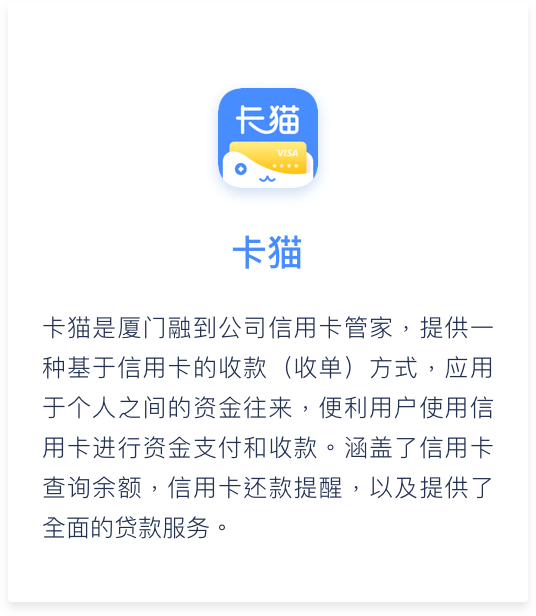 卡猫
VISA
卡猫
卡猫是厦门融到公司信用卡管家，提供一
种基于信用卡的收款（收单）方式，应用
于个人之间的资金往来，便利用户使用信
用卡进行资金支付和收款。涵盖了信用卡
查询余额，信用卡还款提醒，以及提供了
全面的贷款服务。